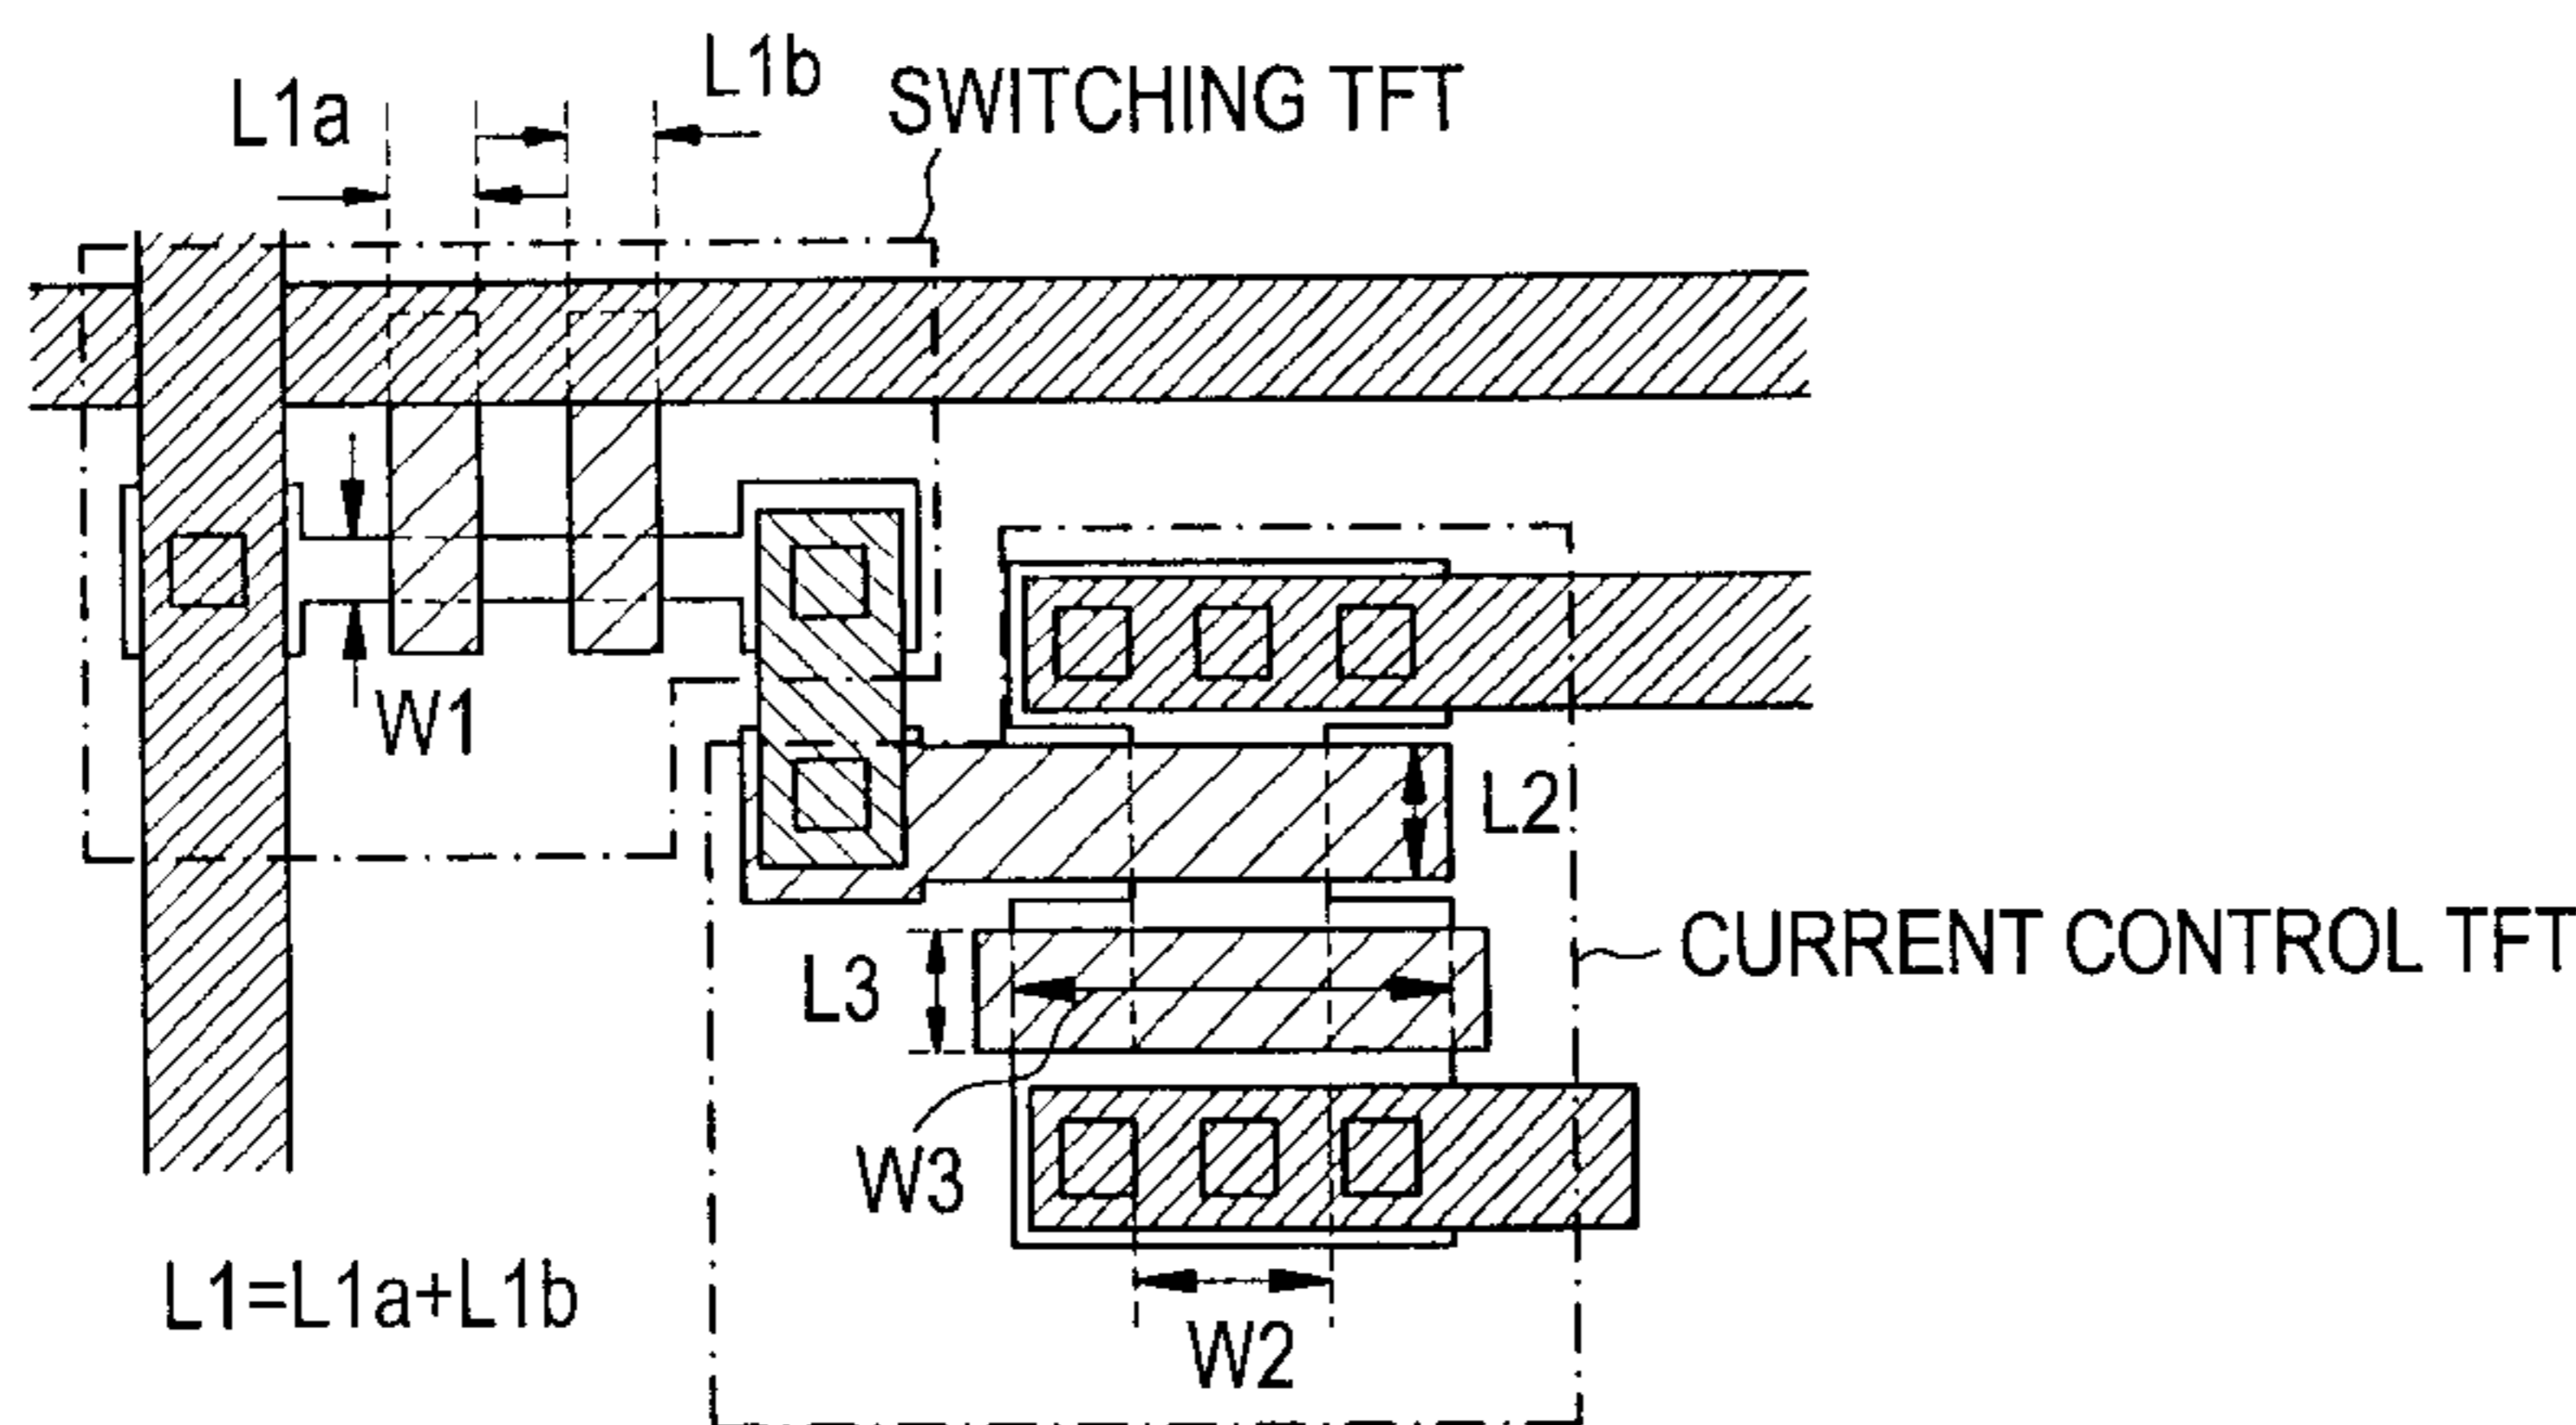 L1b
L1a
SWITCHING TFT
W1
L2
L3
CURRENT CONTROL TFT
W3
L1=L1a+L1b
W2